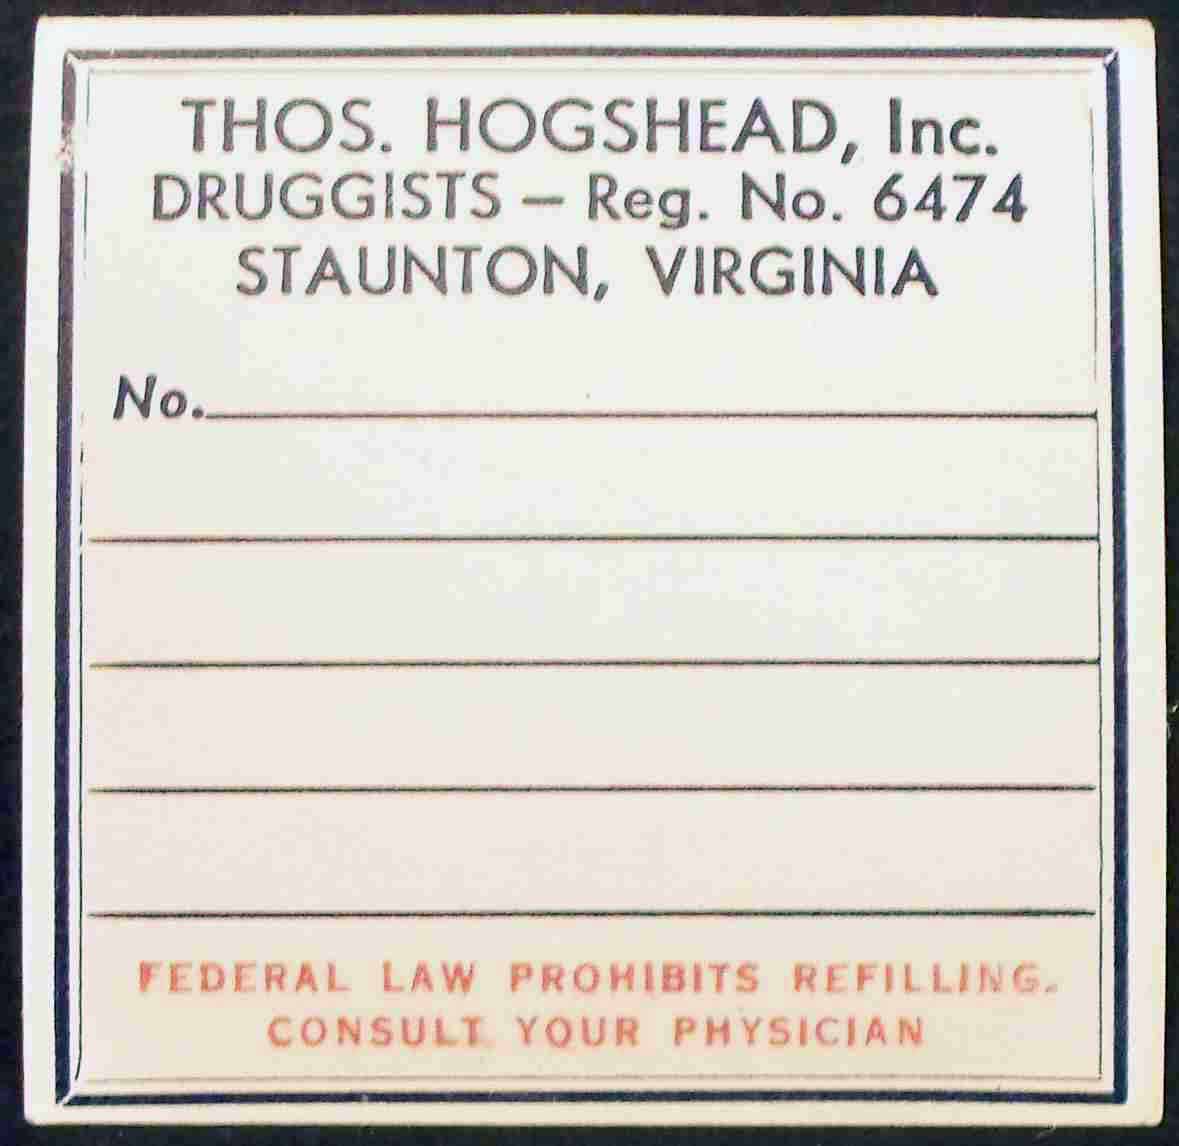 THOS. HOGSHEAD, Inc.
DRUGGISTS — Reg. No. 6474
STAUNTON, VIRGINIA
No.
FEDERAL LAW PROHIBITS REFILLING.
CONSULT YOUR PHYSICIAN